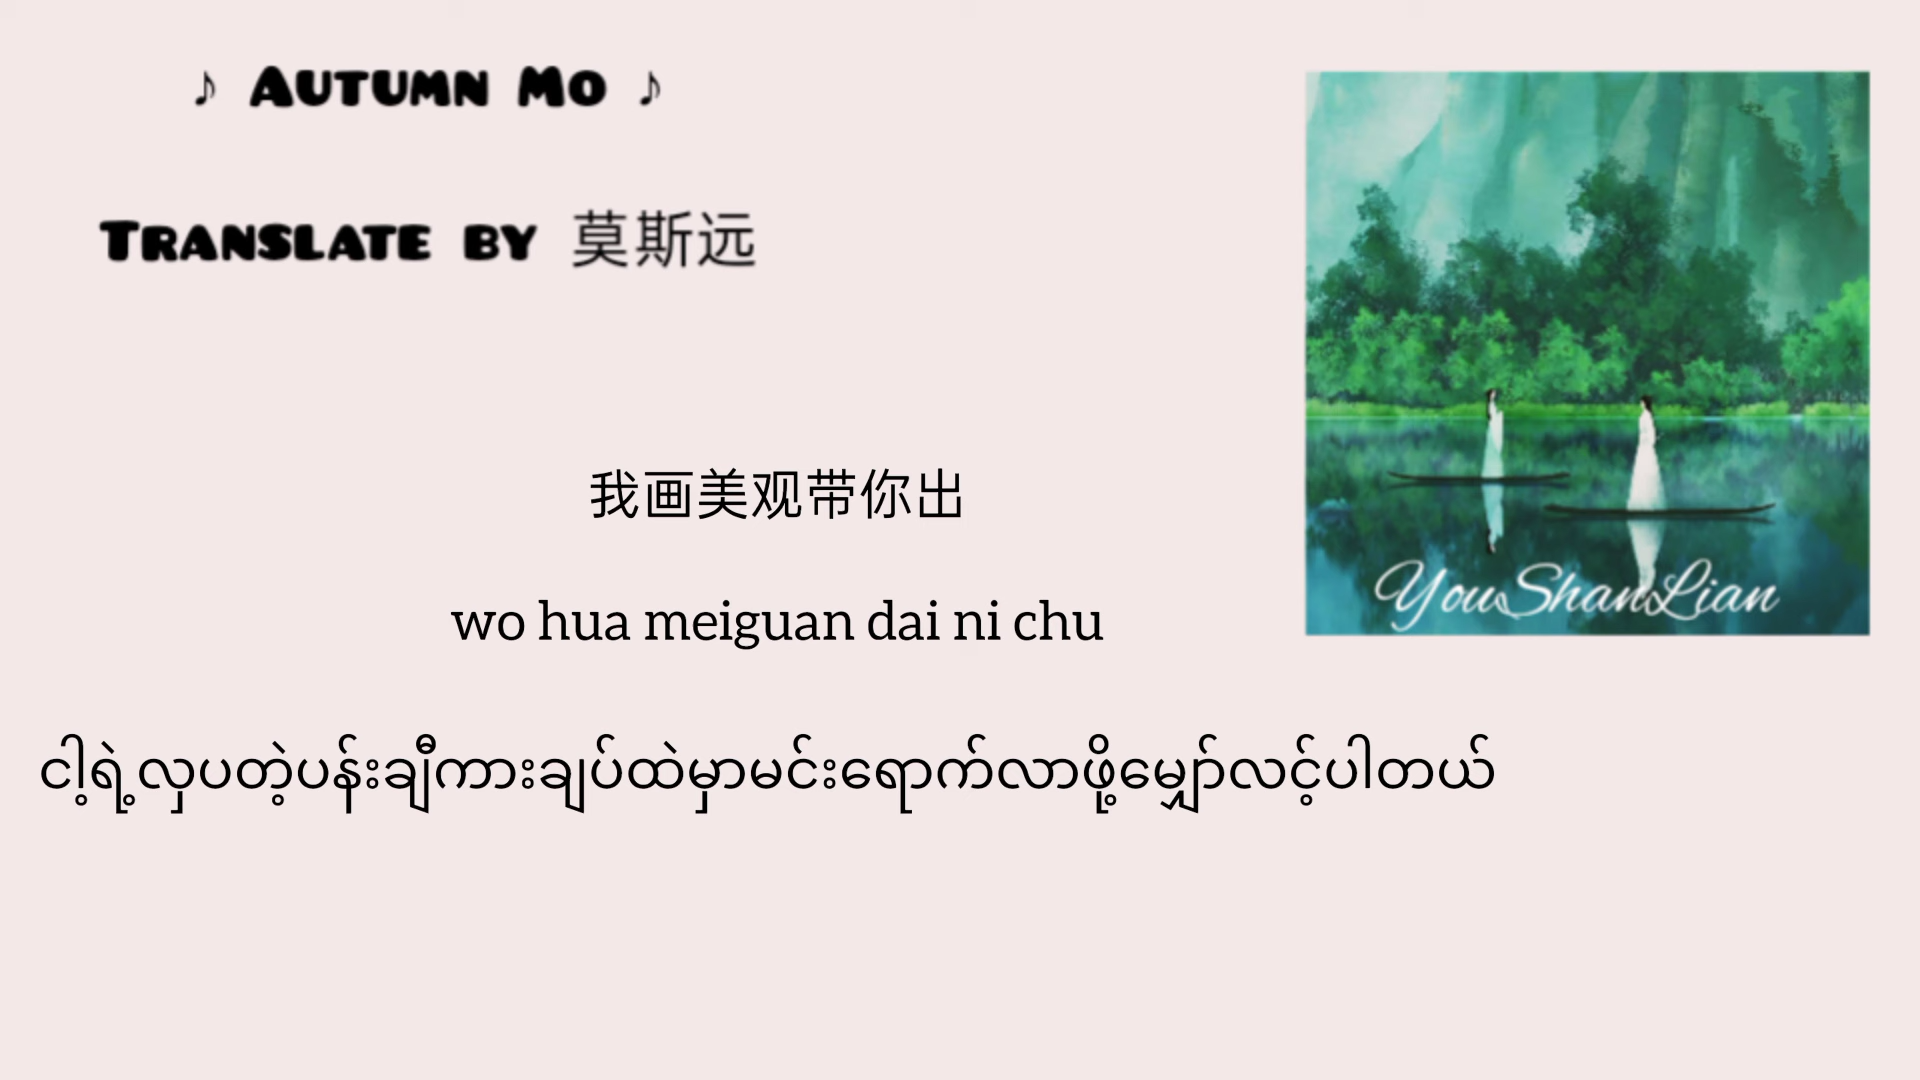 ♪ Autumn Mo ♪
Translate by 莫斯远
我画美观带你出
wo hua meiguan dai ni chu
YouShanLian
ငါ့ရဲ့လှပတဲ့ပန်းချီကားချပ်ထဲမှာမင်းရောက်လာဖို့မျှော်လင့်ပါတယ်